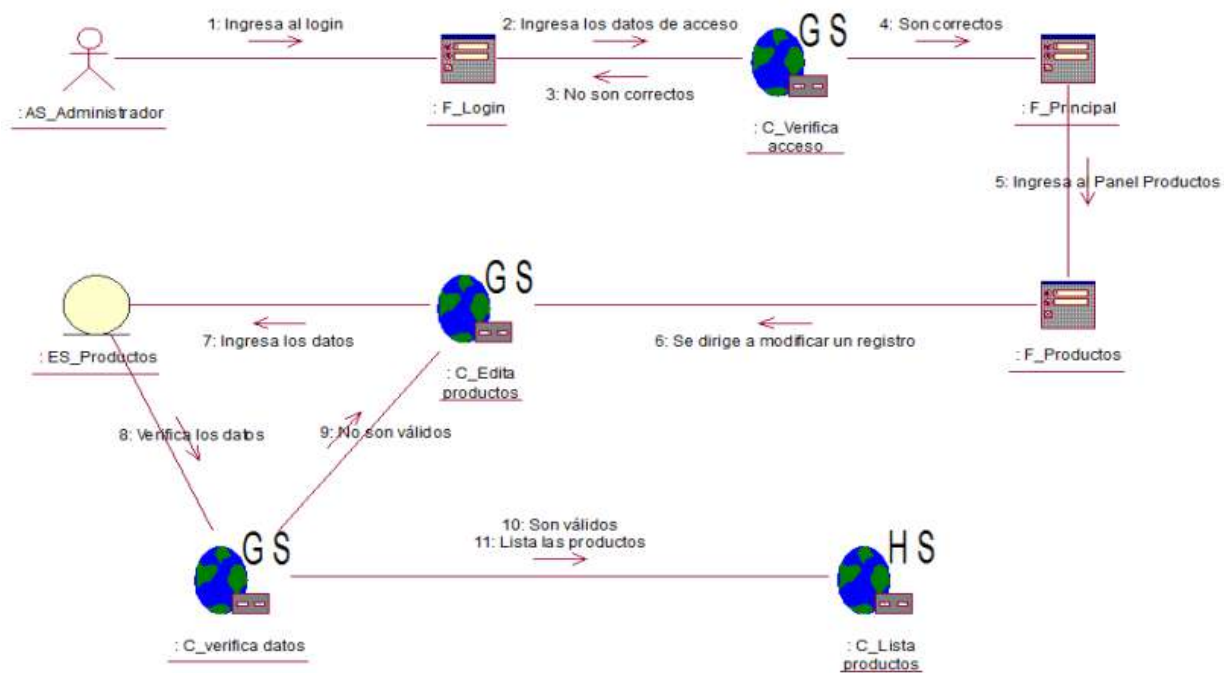 1: Ingresa al login
2: Ingresa los datos de acceso
G S
4: Son correctos
3: No son correctos
: AS_Administrador
: F_Login
: C_Verifica
acceso
: F_Principal
5: Ingresa al Panel Productos
G S
7: Ingresa los datos
6: Se dirige a modificar un registro
: ES_Productos
: C_Edita
productos
: F_Productos
8: Verifica los datos
9: No son válidos
G S
10: Son válidos
11: Lista las productos
H S
: C_verifica datos
: C_Lista
productos